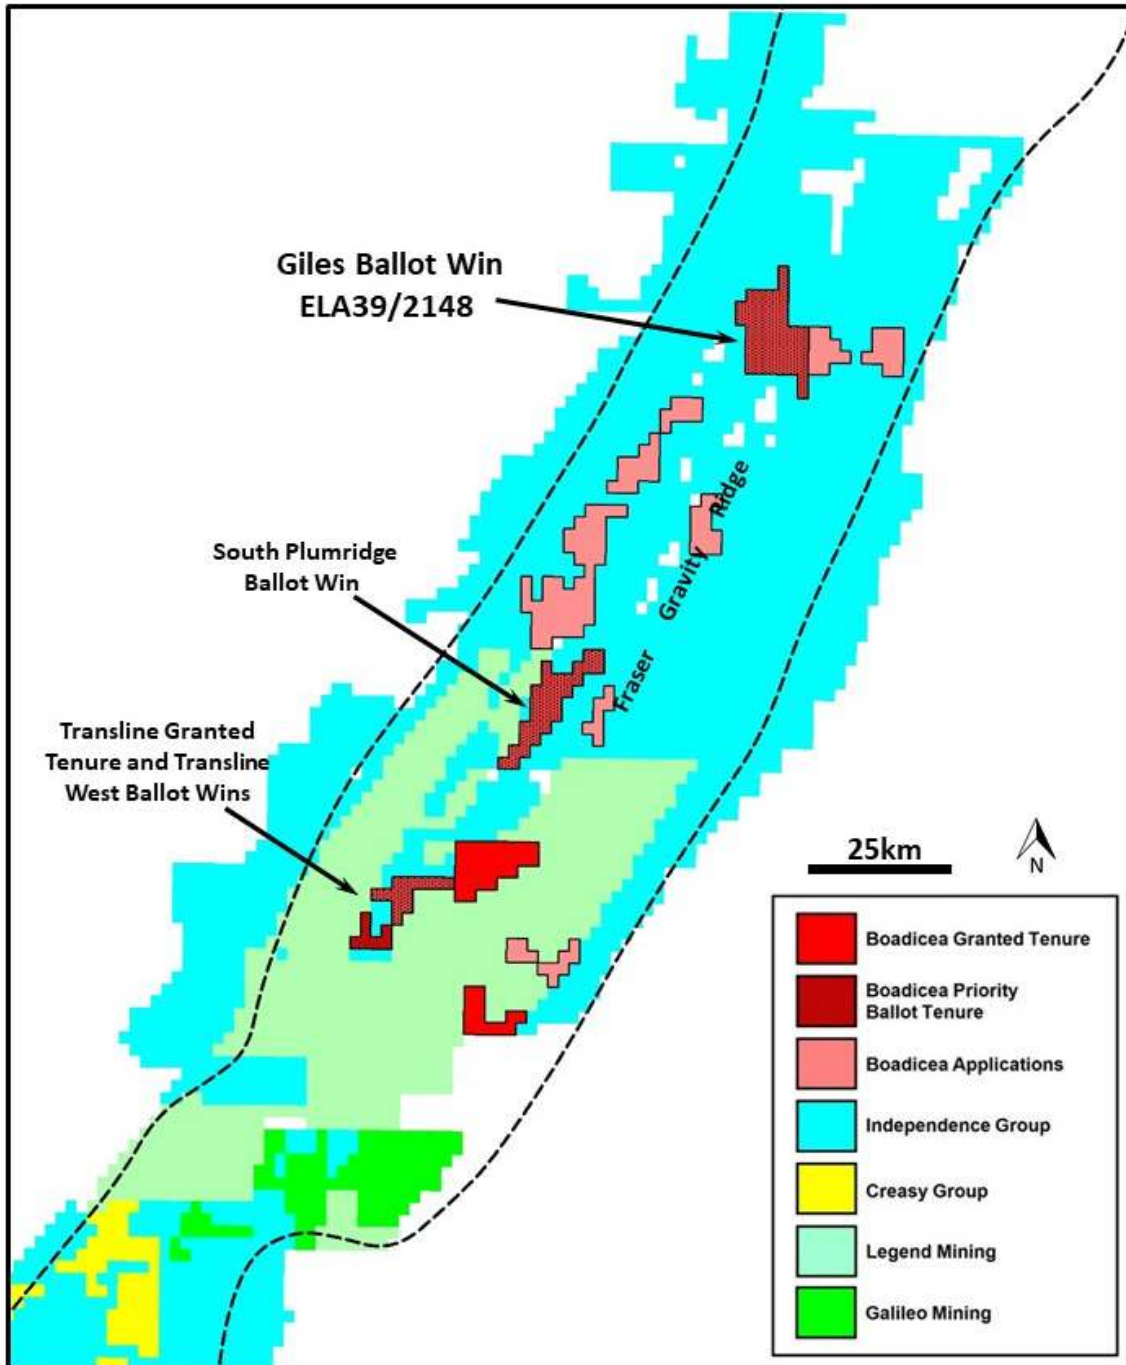 Giles Ballot Win
ELA39/2148
South Plumridge
Ballot Win
Transline Granted
Tenure and Transline
West Ballot Wins
Fraser Gravity Ridge
25km
N
Boadicea Granted Tenure
Boadicea Priority
Ballot Tenure
Boadicea Applications
Independence Group
Creasy Group
Legend Mining
Galileo Mining